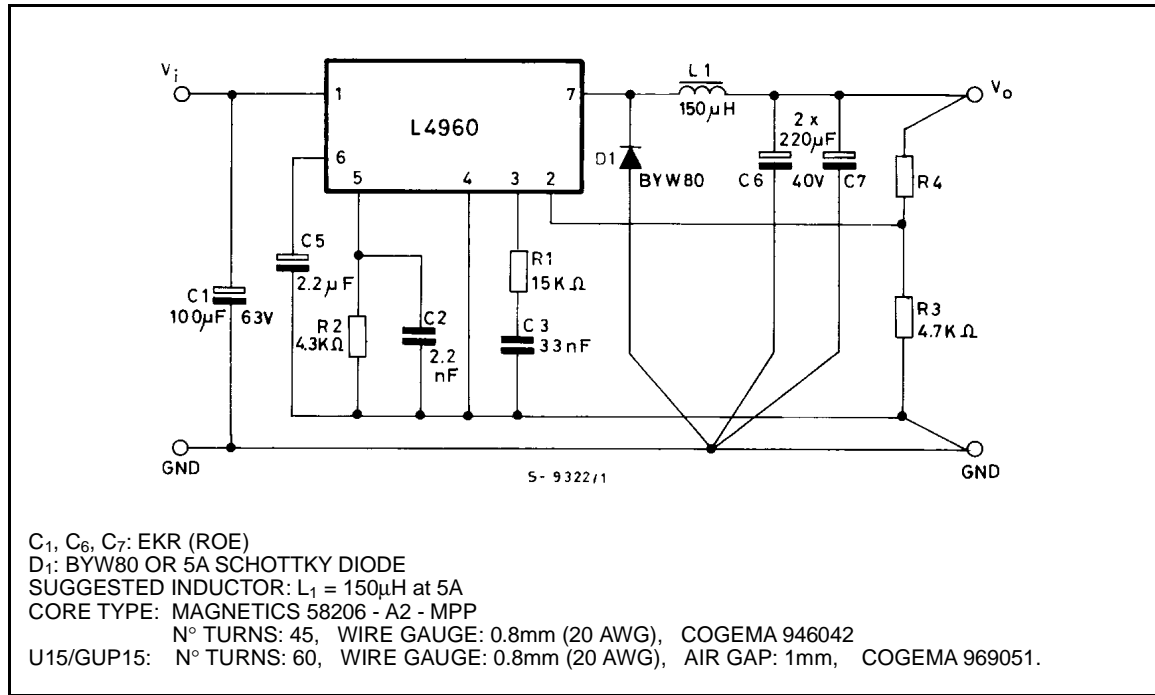 Vi
1
L4960
7
L1
150µH
Vo
6
5
4
3
2
D1
BYW80
2 x
220µF
C6
40V
C7
R4
C5
2.2µF
R1
15KΩ
C1
100µF
63V
R2
4.3KΩ
C2
2.2
nF
C3
33nF
R3
4.7KΩ
GND
GND
S-9322/1
C1, C6, C7: EKR (ROE)
D1: BYW80 OR 5A SCHOTTKY DIODE
SUGGESTED INDUCTOR: L1 = 150µH at 5A
CORE TYPE: MAGNETICS 58206 - A2 - MPP
N° TURNS: 45, WIRE GAUGE: 0.8mm (20 AWG), COGEMA 946042
U15/GUP15: N° TURNS: 60, WIRE GAUGE: 0.8mm (20 AWG), AIR GAP: 1mm, COGEMA 969051.